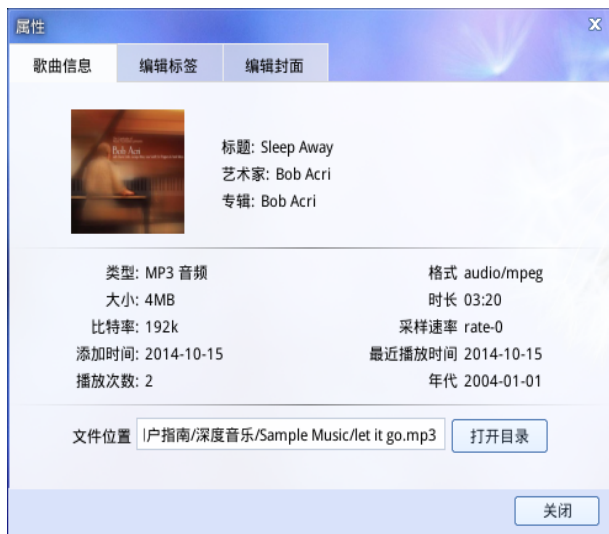 属性
歌曲信息 编辑标签 编辑封面
Bob Acri
标题: Sleep Away
艺术家: Bob Acri
专辑: Bob Acri
类型: MP3 音频 格式 audio/mpeg
大小: 4MB 时长 03:20
比特率: 192k 采样速率 rate-0
添加时间: 2014-10-15 最近播放时间 2014-10-15
播放次数: 2 年代 2004-01-01
文件位置 户指南/深度音乐/Sample Music/let it go.mp3 打开目录
关闭